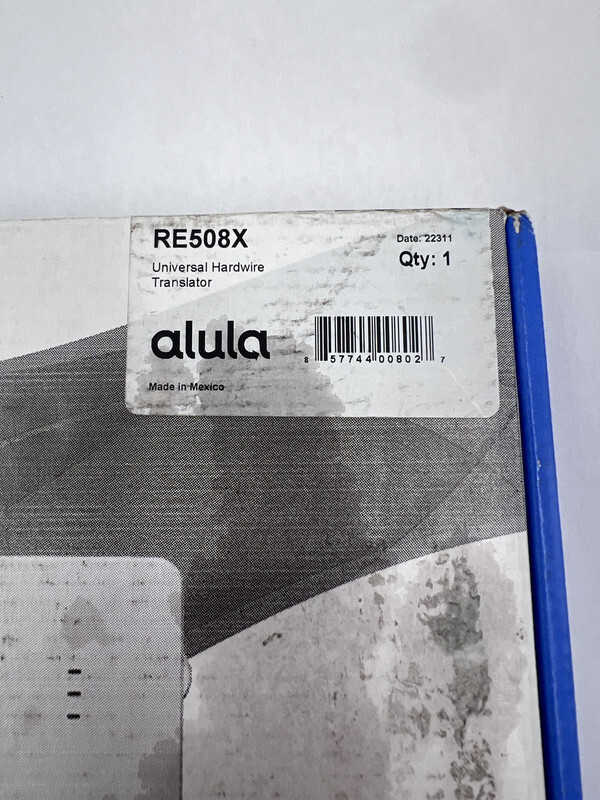 RE508X
Date: 22311
Universal Hardwire
Qty: 1
Translator
alula
8 57744 00802 7
Made in Mexico